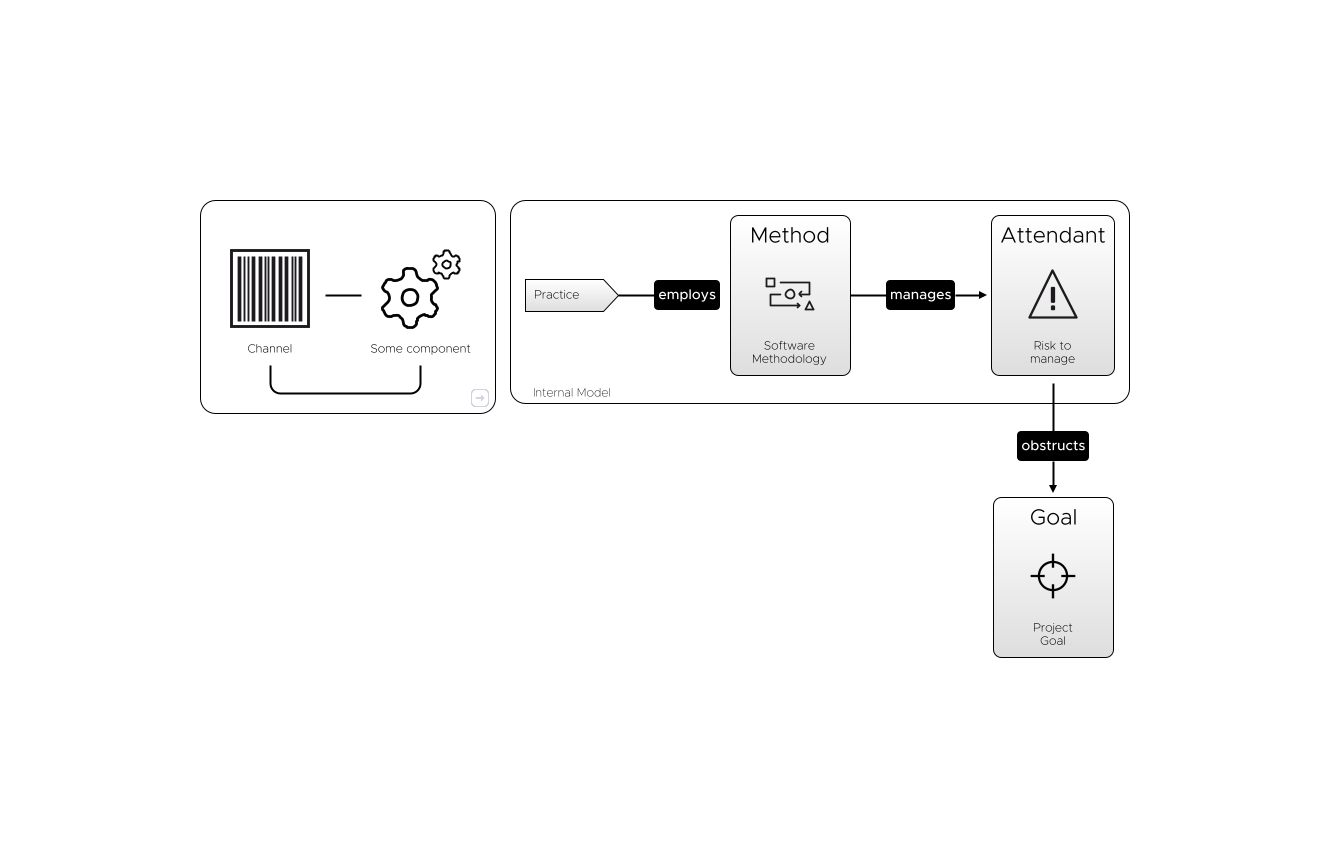 Channel
Some component
Practice
employs
Method
Software
Methodology
manages
Attendant
Risk to
manage
Internal Model
obstructs
Goal
Project
Goal